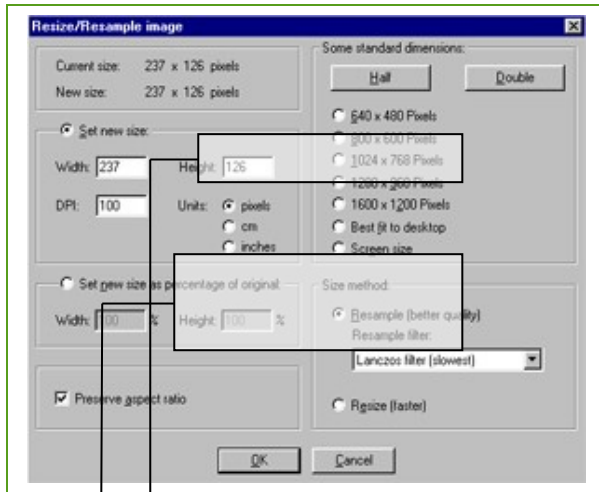 Resize/Resample image
Current size: 237 x 126 pixels
New size: 237 x 126 pixels
Set new size:
Width: 237 Height: 126
DPI: 100 Units: pixels
cm
inches
Set new size as percentage of original:
Width: 100 % Height: 100 %
Preserve aspect ratio
Some standard dimensions:
Half Double
640 x 480 Pixels
800 x 600 Pixels
1024 x 768 Pixels
1280 x 960 Pixels
1600 x 1200 Pixels
Best fit to desktop
Screen size
Size method:
Resample (better quality)
Resample filter:
Lanczos filter (slowest)
Resize (faster)
OK Cancel